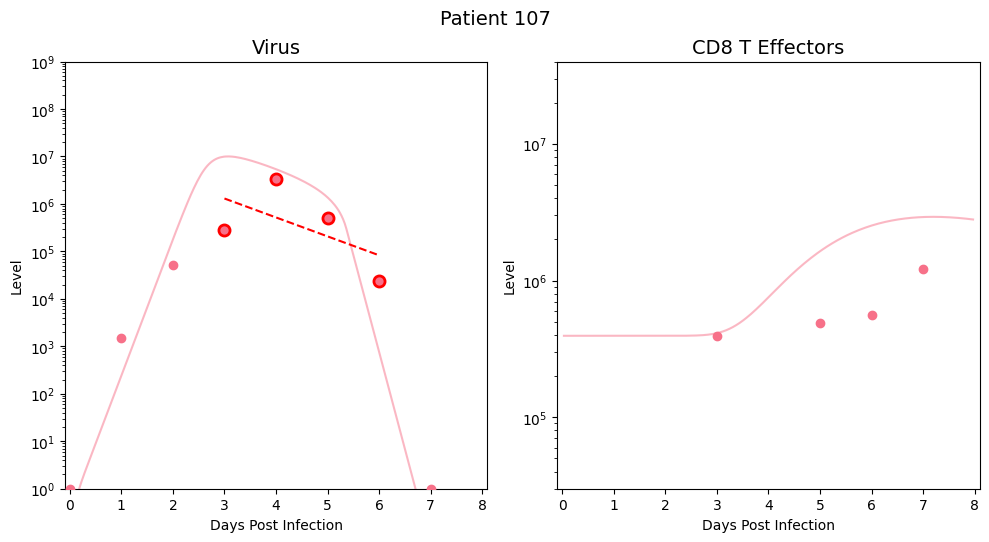 Patient 107
Virus
CD8 T Effectors
Level
10^9
10^8
10^7
10^6
10^5
10^4
10^3
10^2
10^1
10^0
0 1 2 3 4 5 6 7 8
Days Post Infection
Level
10^7
10^6
10^5
0 1 2 3 4 5 6 7 8
Days Post Infection